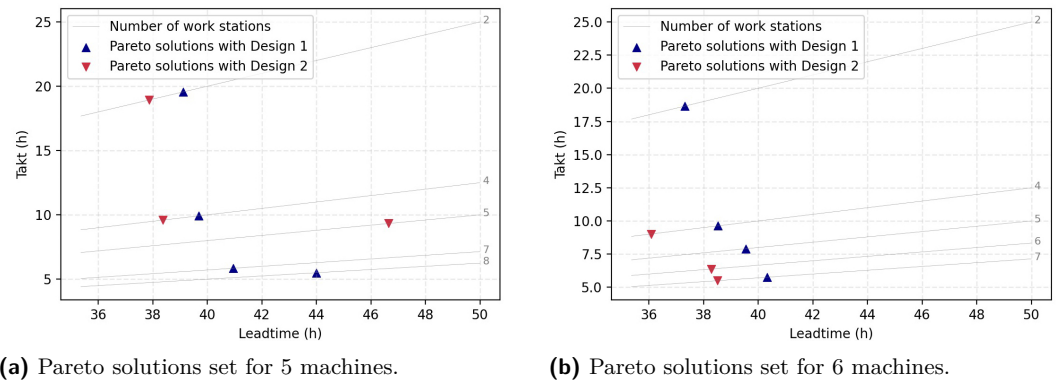 Number of work stations
Pareto solutions with Design 1
Pareto solutions with Design 2
25
20
15
10
5
Takt (h)
2
4
5
7
8
36 38 40 42 44 46 48 50
Leadtime (h)
(a) Pareto solutions set for 5 machines.
Number of work stations
Pareto solutions with Design 1
Pareto solutions with Design 2
25.0
22.5
20.0
17.5
15.0
12.5
10.0
7.5
5.0
Takt (h)
2
4
5
6
7
36 38 40 42 44 46 48 50
Leadtime (h)
(b) Pareto solutions set for 6 machines.